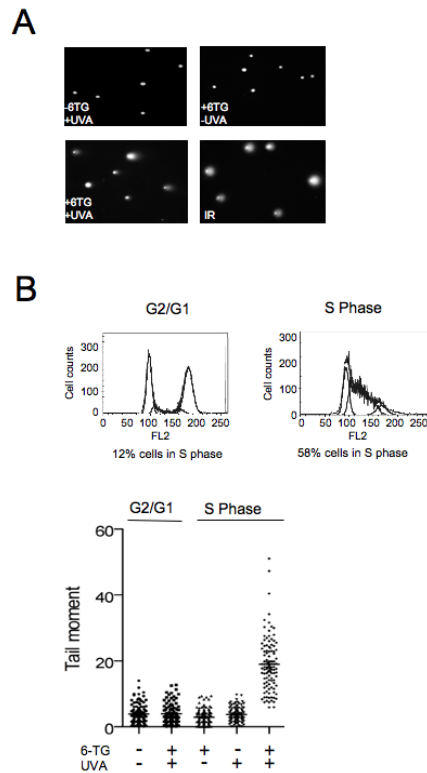 A
-6TG
+UVA
+6TG
-UVA
+6TG
+UVA
IR
B
G2/G1
S Phase
Cell counts
300
200
100
0
0 50 100 150 200 250
FL2
12% cells in S phase
Cell counts
300
200
100
0
0 50 100 150 200 250
FL2
58% cells in S phase
G2/G1
S Phase
Tail moment
60
40
20
0
6-TG - + + - +
UVA - + - + +